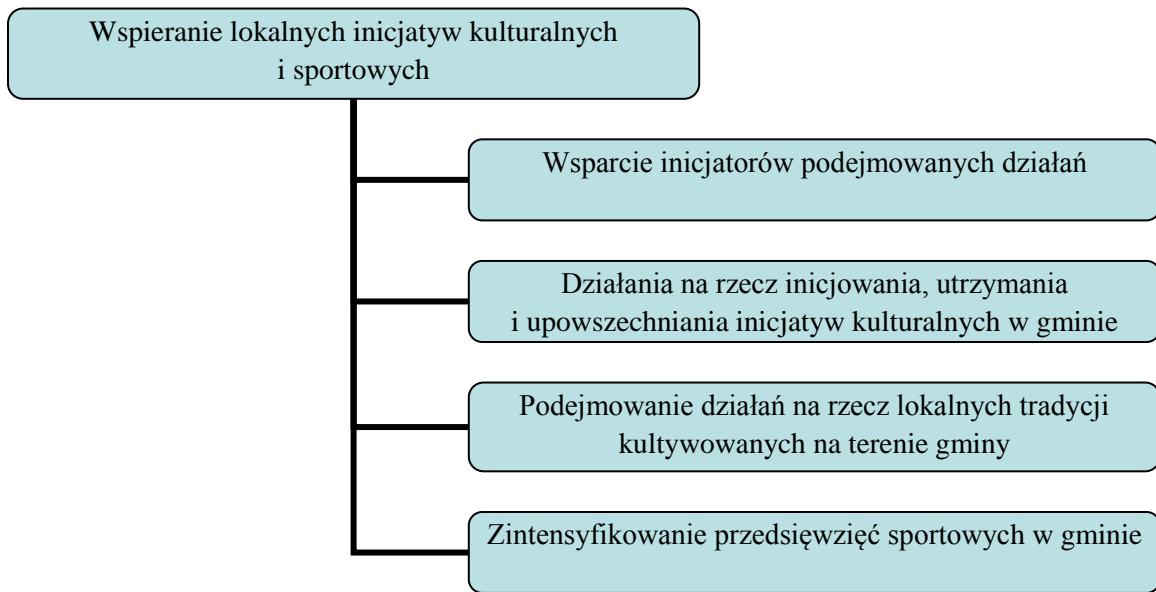 Wspieranie lokalnych inicjatyw kulturalnych
i sportowych
Wsparcie inicjatorów podejmowanych działań
Działania na rzecz inicjowania, utrzymania
i upowszechniania inicjatyw kulturalnych w gminie
Podejmowanie działań na rzecz lokalnych tradycji
kultywowanych na terenie gminy
Zintensyfikowanie przedsięwzięć sportowych w gminie